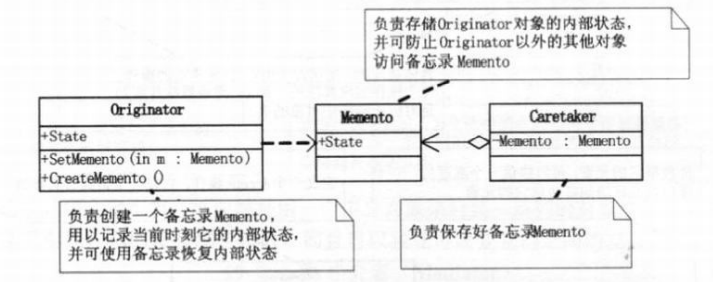 负责存储Originator对象的内部状态,
并可防止Originator以外的其他对象
访问备忘录Memento
Originator
+State
+SetMemento(in m : Memento)
+CreateMemento()
Memento
+State
Caretaker
-Memento : Memento
负责创建一个备忘录Memento,
用以记录当前时刻它的内部状态,
并可使用备忘录恢复内部状态
负责保存好备忘录Memento